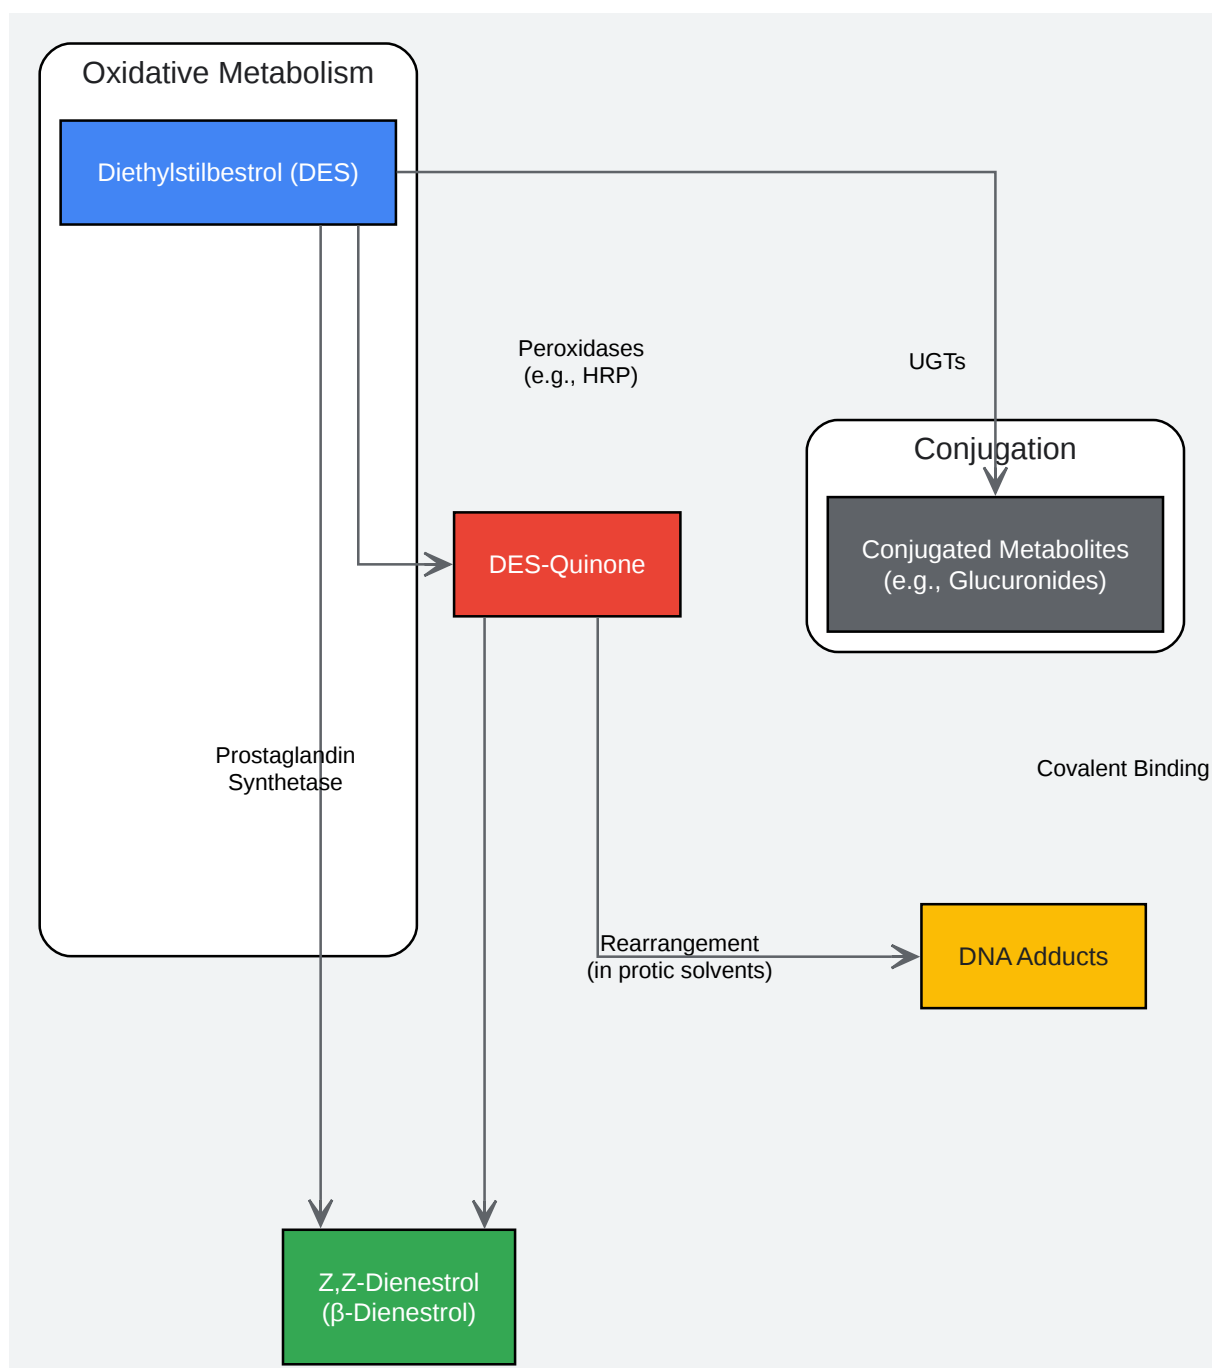 Oxidative Metabolism
Diethylstilbestrol (DES)
Peroxidases
(e.g., HRP)
UGTs
Conjugation
Conjugated Metabolites
(e.g., Glucuronides)
DES-Quinone
Prostaglandin
Synthetase
Covalent Binding
Rearrangement
(in protic solvents)
DNA Adducts
Z,Z-Dienestrol
(β-Dienestrol)